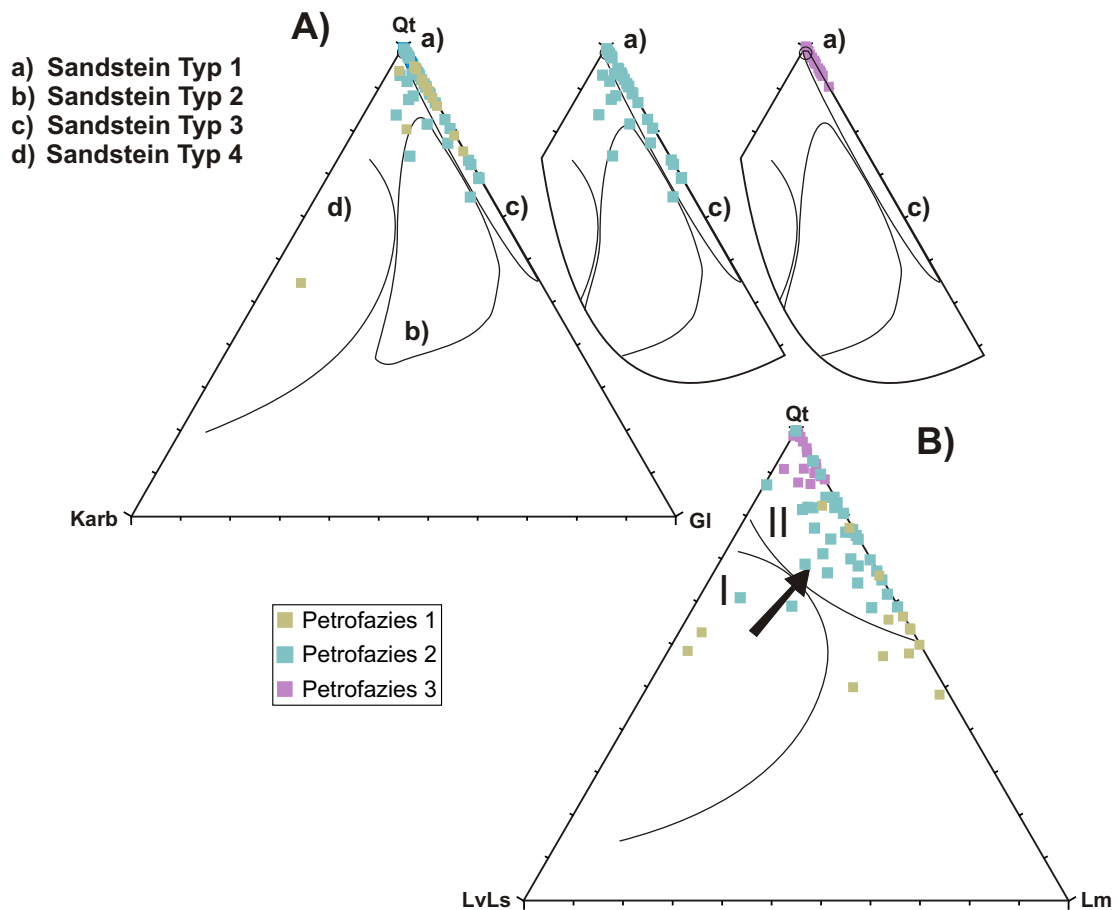 A)
Qt
a)
a)
a)
a) Sandstein Typ 1
b) Sandstein Typ 2
c) Sandstein Typ 3
d) Sandstein Typ 4
d)
c)
c)
b)
Karb
Gl
Qt
B)
II
I
Petrofazies 1
Petrofazies 2
Petrofazies 3
LvLs
Lm